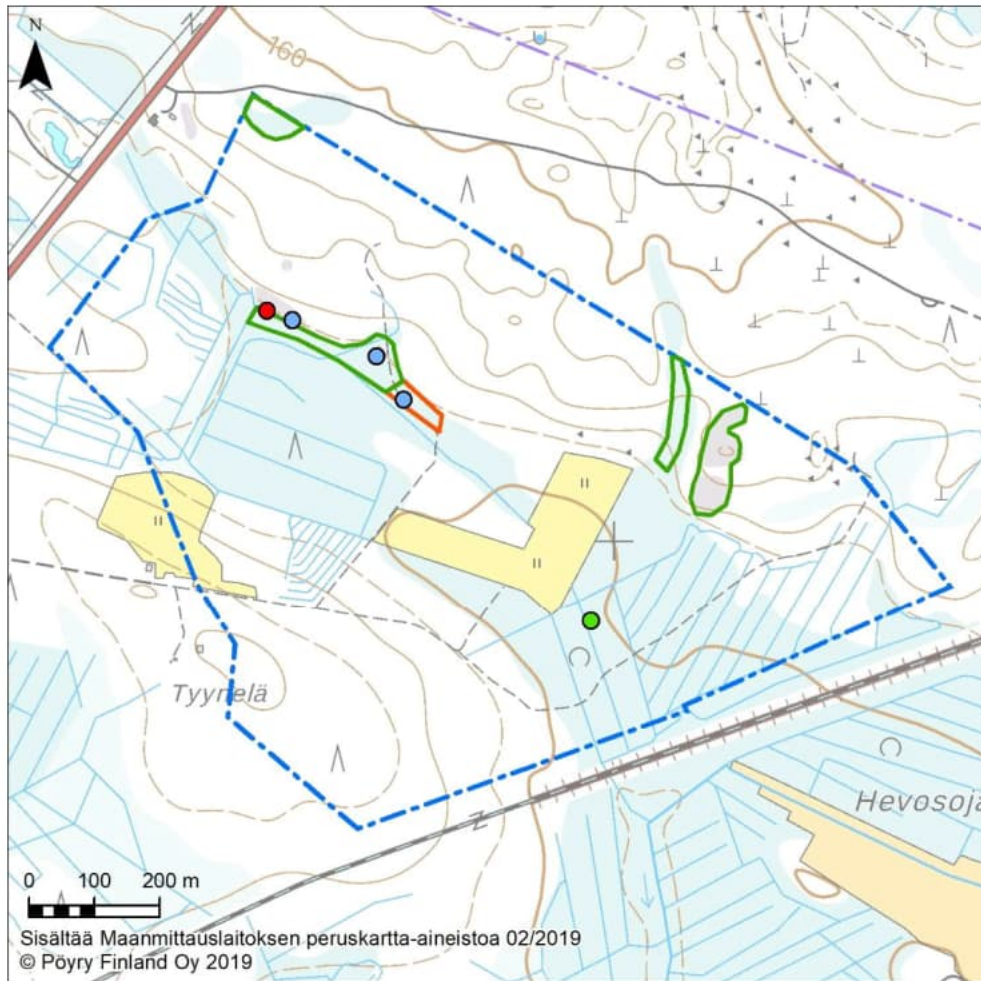 N
160
Tyynelä
Hevosoja
0 100 200 m
Sisältää Maanmittauslaitoksen peruskartta-aineistoa 02/2019
© Pöyry Finland Oy 2019